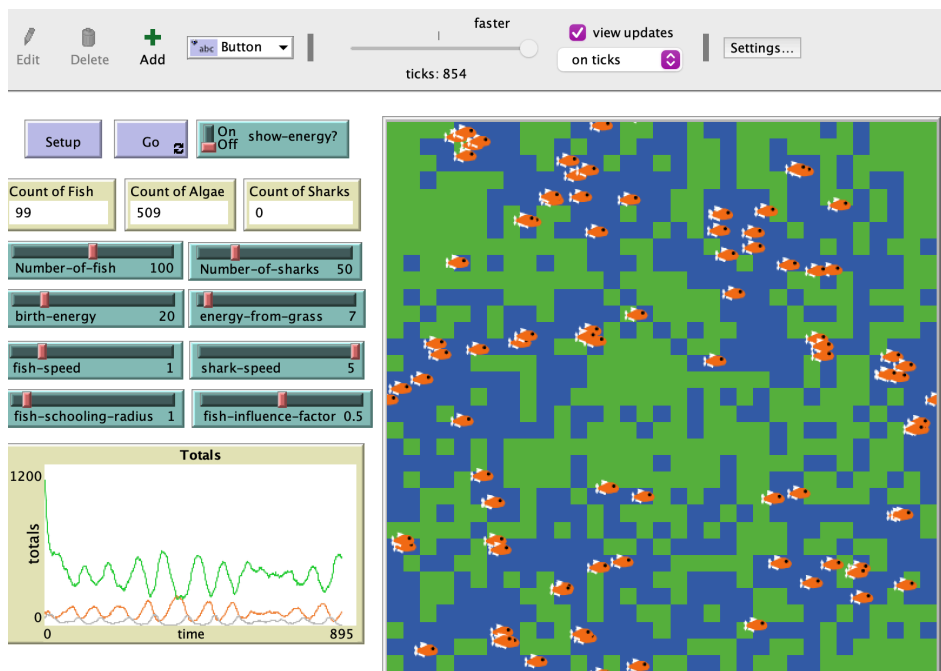 faster
view updates
Edit
Delete
Add
abc Button
on ticks
Settings...
ticks: 854
Setup
Go
On
Off
show-energy?
Count of Fish
99
Count of Algae
509
Count of Sharks
0
Number-of-fish 100
Number-of-sharks 50
birth-energy 20
energy-from-grass 7
fish-speed 1
shark-speed 5
fish-schooling-radius 1
fish-influence-factor 0.5
Totals
1200
totals
0
0
time
895